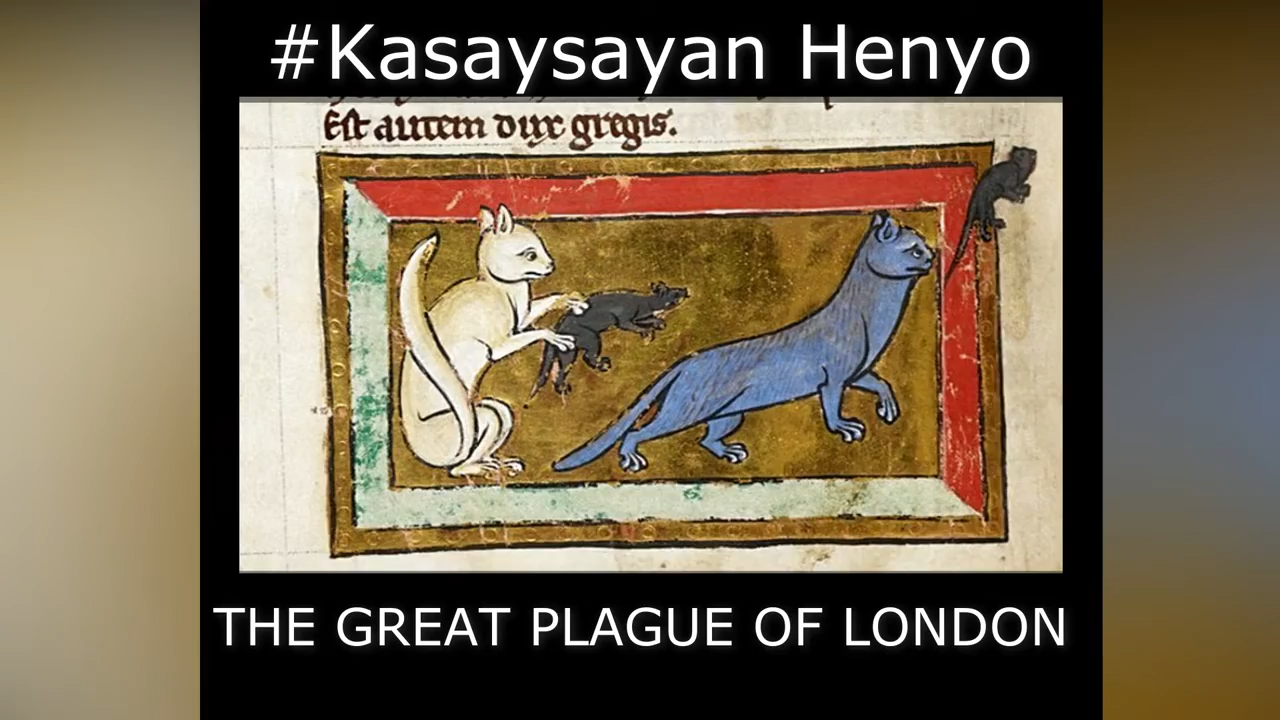 #Kasaysayan Henyo
Est autem dux gregis.
THE GREAT PLAGUE OF LONDON